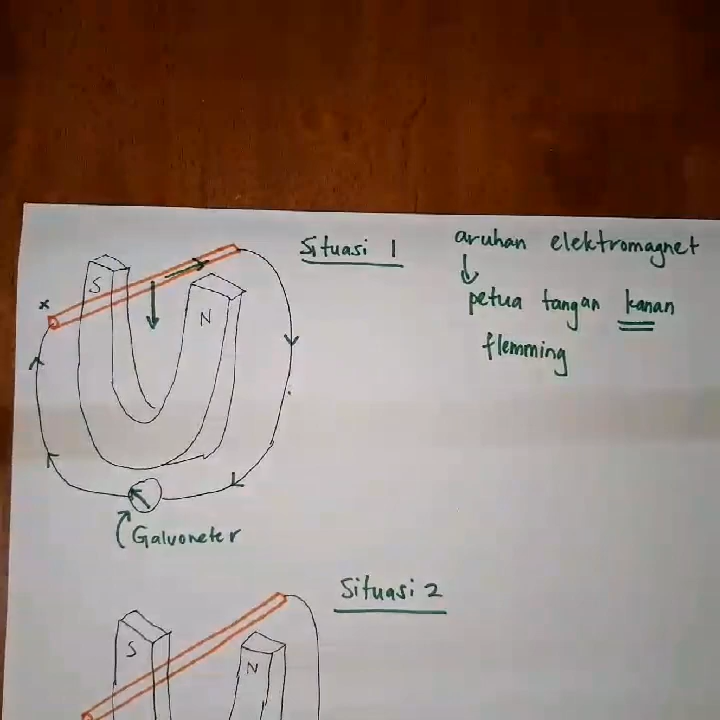 Situasi 1
aruhan elektromagnet
petua tangan kanan
flemming
S
N
x
Galvometer
Situasi 2
S
N